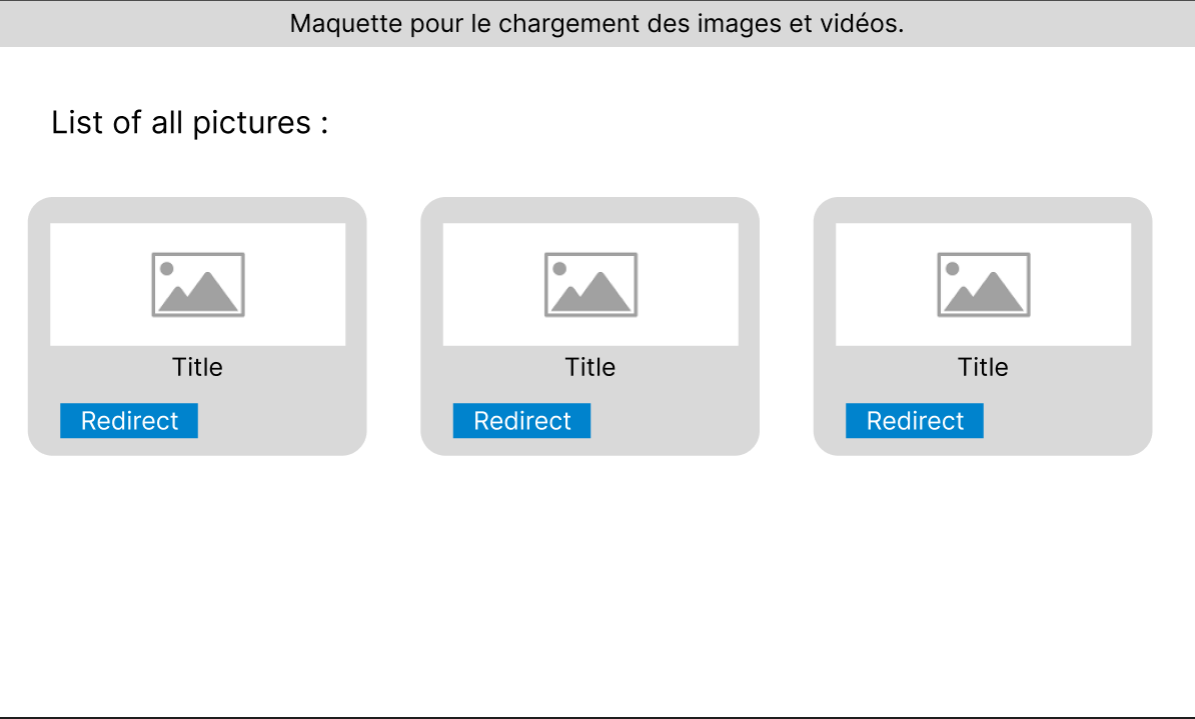 Maquette pour le chargement des images et vidéos.
List of all pictures :
Title
Title
Title
Redirect
Redirect
Redirect